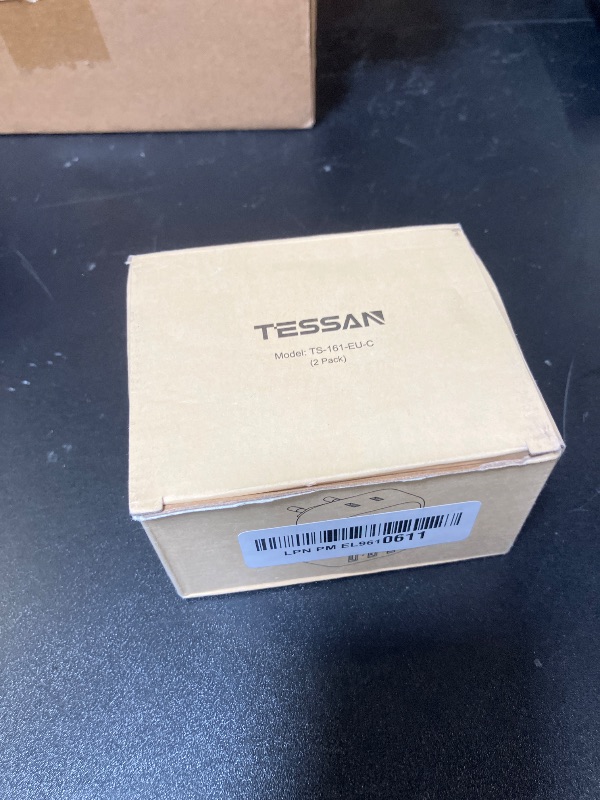 TESSAN
Model: TS-161-EU-C
(2 Pack)
LPN PM EL9610611